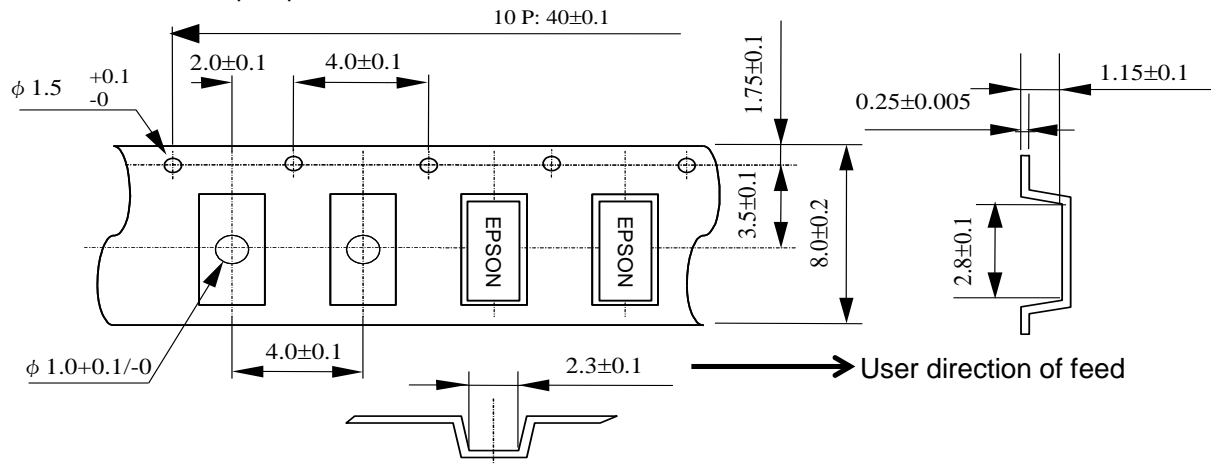 10 P: 40±0.1
2.0±0.1
4.0±0.1
1.75±0.1
1.15±0.1
φ 1.5 +0.1 -0
0.25±0.005
3.5±0.1
8.0±0.2
2.8±0.1
EPSON
EPSON
φ 1.0+0.1/-0
4.0±0.1
2.3±0.1
User direction of feed